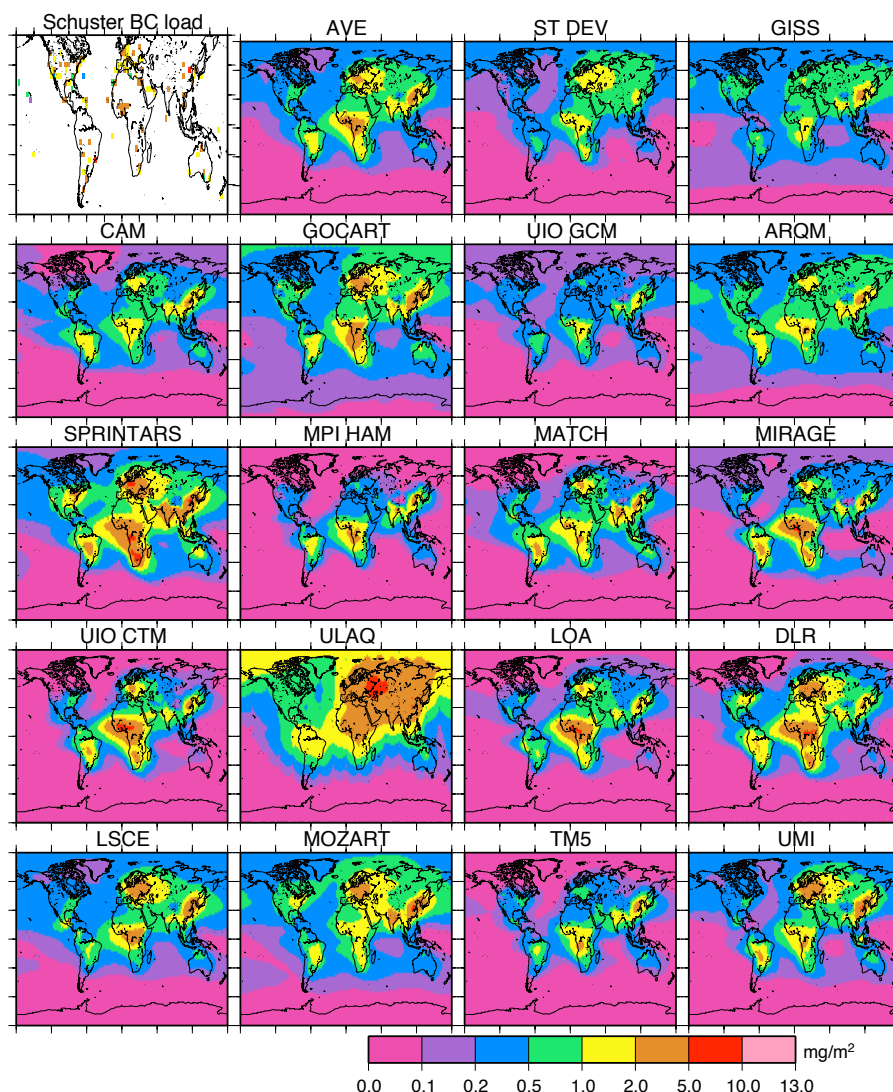 Schuster BC load AVE ST DEV GISS
CAM GOCART UIO GCM ARQM
SPRINTARS MPI HAM MATCH MIRAGE
UIO CTM ULAQ LOA DLR
LSCE MOZART TM5 UMI
mg/m²
0.0 0.1 0.2 0.5 1.0 2.0 5.0 10.0 13.0